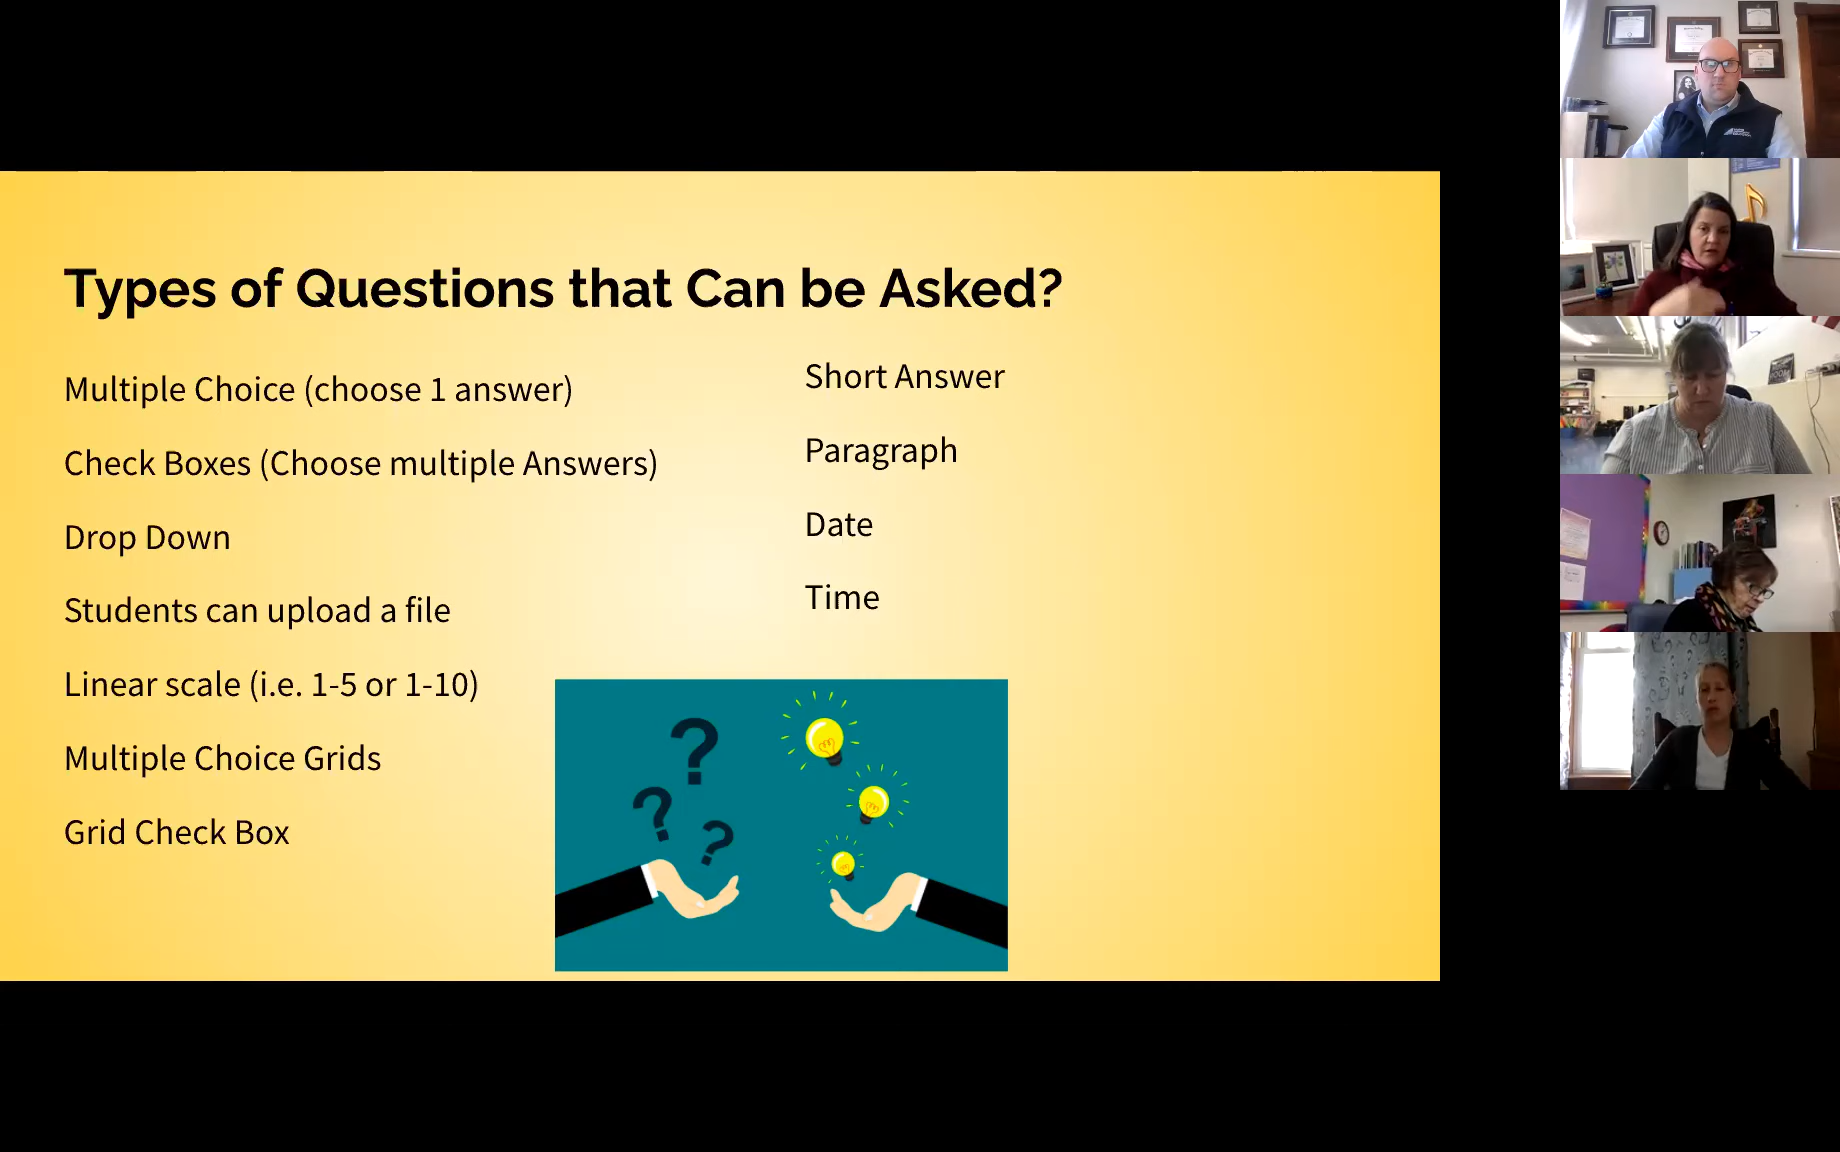 Types of Questions that Can be Asked?
Multiple Choice (choose 1 answer)
Check Boxes (Choose multiple Answers)
Drop Down
Students can upload a file
Linear scale (i.e. 1-5 or 1-10)
Multiple Choice Grids
Grid Check Box
Short Answer
Paragraph
Date
Time